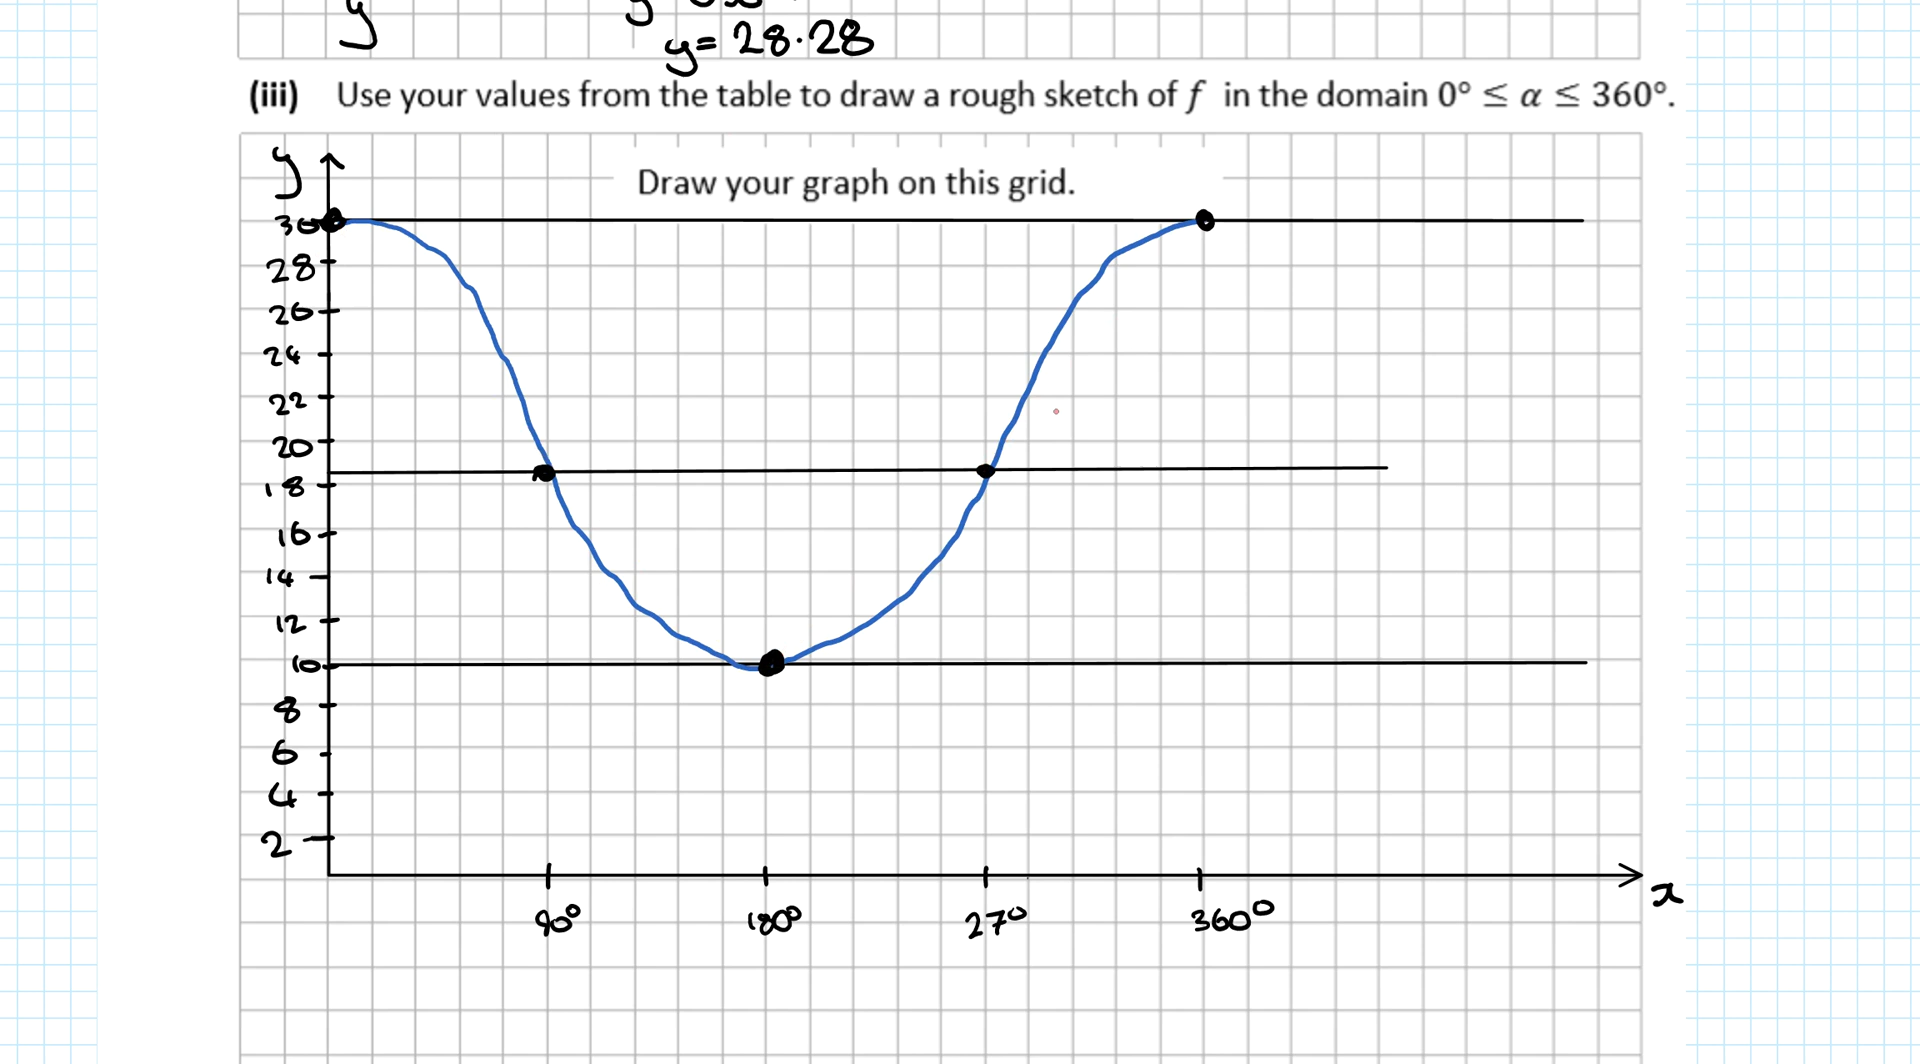 y
y
y= 28.28
(iii) Use your values from the table to draw a rough sketch of f in the domain 0° ≤ α ≤ 360°.
y
Draw your graph on this grid.
30
28
26
24
22
20
18
16
14
12
10
8
6
4
2
x
90° 180° 270 360°